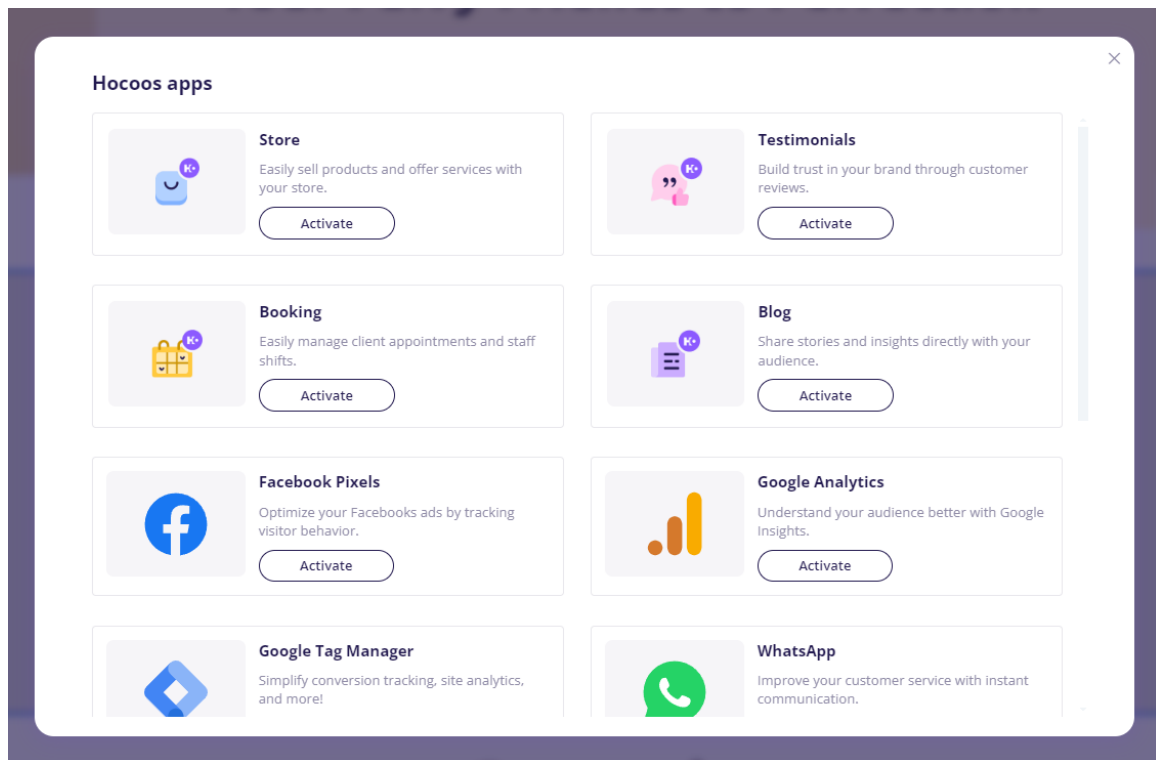 Hocoos apps
Store
Easily sell products and offer services with
your store.
Activate
Testimonials
Build trust in your brand through customer
reviews.
Activate
Booking
Easily manage client appointments and staff
shifts.
Activate
Blog
Share stories and insights directly with your
audience.
Activate
Facebook Pixels
Optimize your Facebooks ads by tracking
visitor behavior.
Activate
Google Analytics
Understand your audience better with Google
Insights.
Activate
Google Tag Manager
Simplify conversion tracking, site analytics,
and more!
WhatsApp
Improve your customer service with instant
communication.